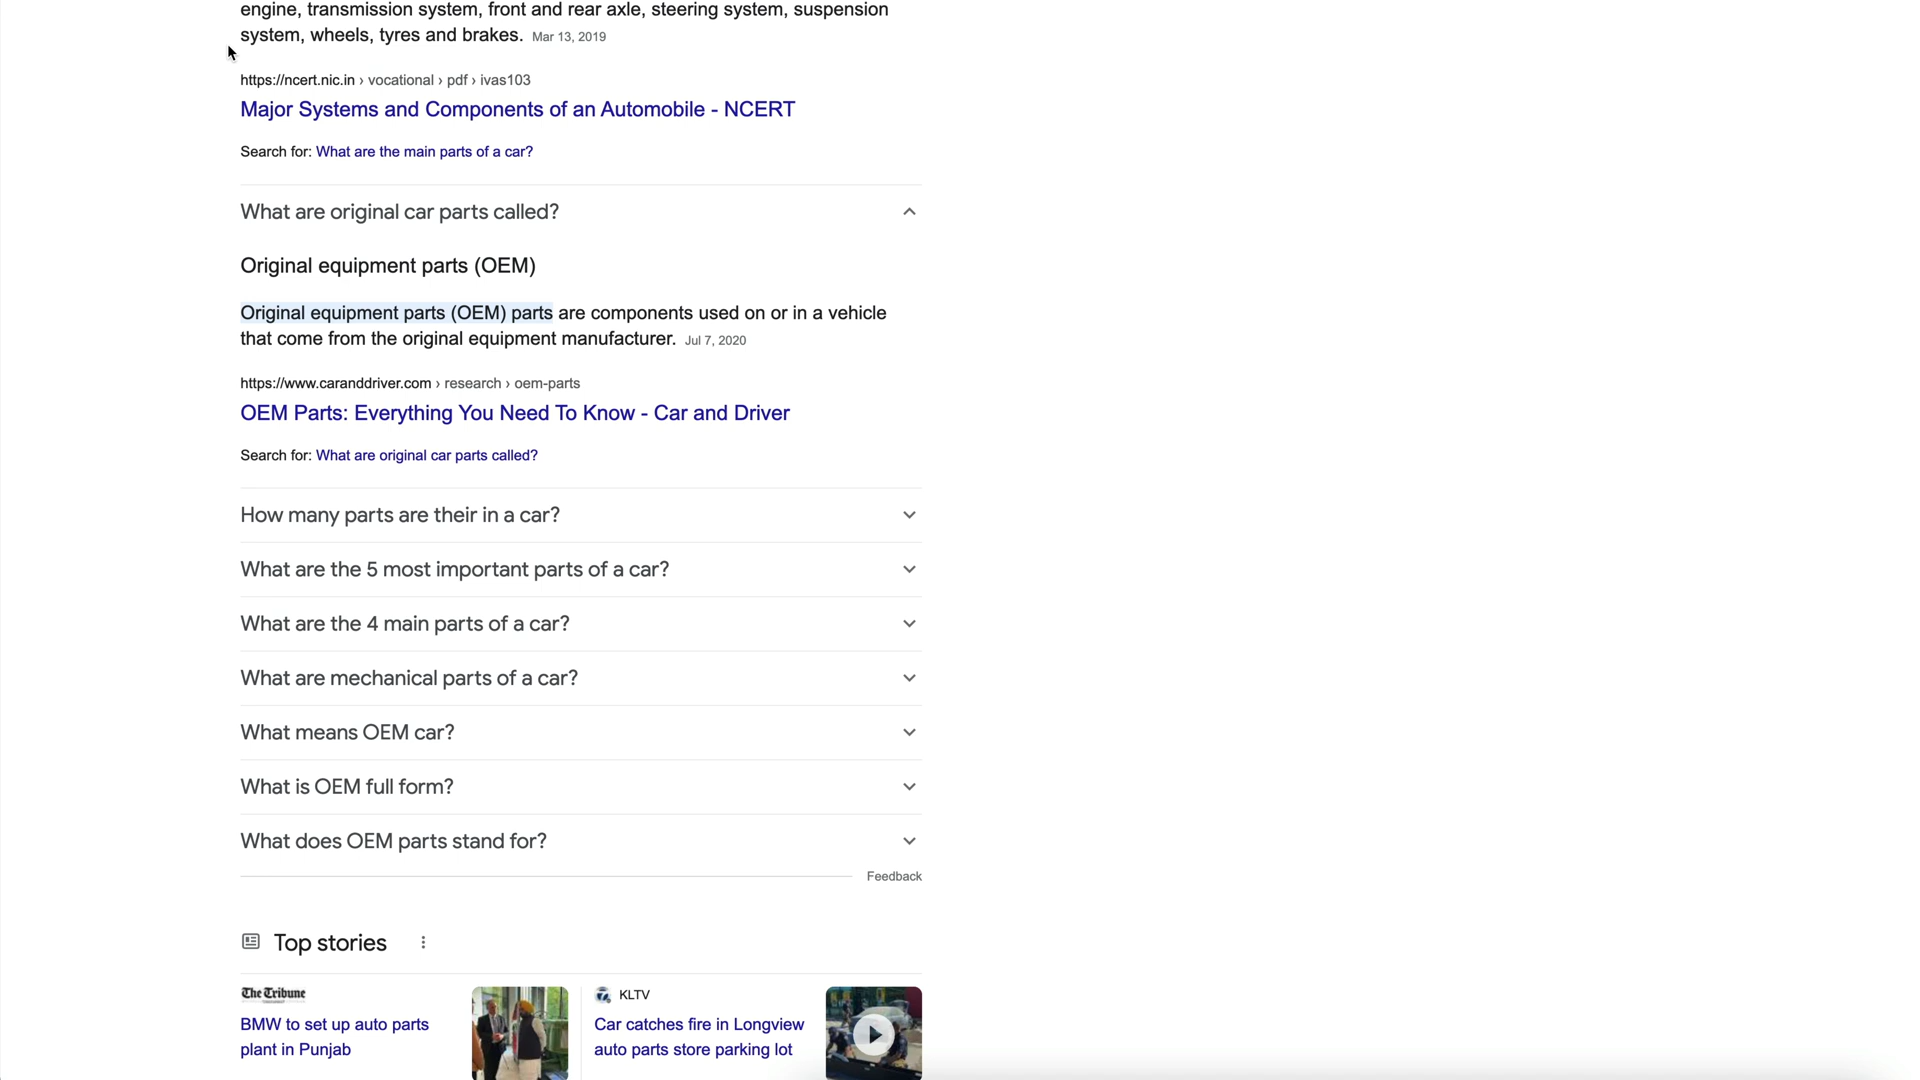 engine, transmission system, front and rear axle, steering system, suspension
system, wheels, tyres and brakes. Mar 13, 2019
https://ncert.nic.in › vocational › pdf › ivas103
Major Systems and Components of an Automobile - NCERT
Search for: What are the main parts of a car?
What are original car parts called?
Original equipment parts (OEM)
Original equipment parts (OEM) parts are components used on or in a vehicle
that come from the original equipment manufacturer. Jul 7, 2020
https://www.caranddriver.com › research › oem-parts
OEM Parts: Everything You Need To Know - Car and Driver
Search for: What are original car parts called?
How many parts are their in a car?
What are the 5 most important parts of a car?
What are the 4 main parts of a car?
What are mechanical parts of a car?
What means OEM car?
What is OEM full form?
What does OEM parts stand for?
Feedback
Top stories
The Tribune
BMW to set up auto parts
plant in Punjab
KLTV
Car catches fire in Longview
auto parts store parking lot